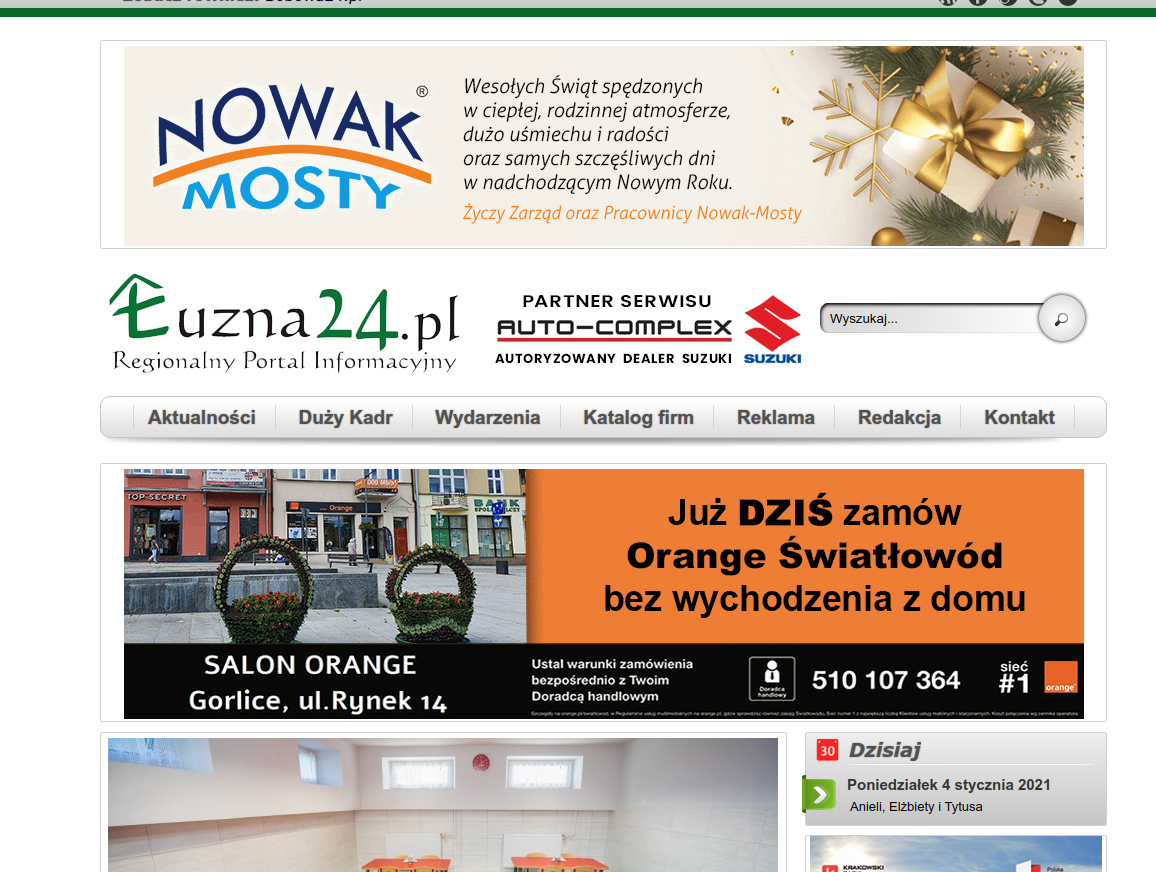 Bobowa24.pl
NOWAK
MOSTY
®
Wesołych Świąt spędzonych
w ciepłej, rodzinnej atmosferze,
dużo uśmiechu i radości
oraz samych szczęśliwych dni
w nadchodzącym Nowym Roku.
Życzy Zarząd oraz Pracownicy Nowak-Mosty
Łuzna24.pl
Regionalny Portal Informacyjny
PARTNER SERWISU
AUTO-COMPLEX
AUTORYZOWANY DEALER SUZUKI
SUZUKI
Wyszukaj...
Aktualności
Duży Kadr
Wydarzenia
Katalog firm
Reklama
Redakcja
Kontakt
TOP-SECRET
Orange
BANK
Już DZIŚ zamów
Orange Światłowód
bez wychodzenia z domu
SALON ORANGE
Gorlice, ul.Rynek 14
Ustal warunki zamówienia
bezpośrednio z Twoim
Doradcą handlowym
Doradca
handlowy
510 107 364
sieć
#1
orange
30
Dzisiaj
Poniedziałek 4 stycznia 2021
Anieli, Elżbiety i Tytusa
KRAKOWSKI
Polska